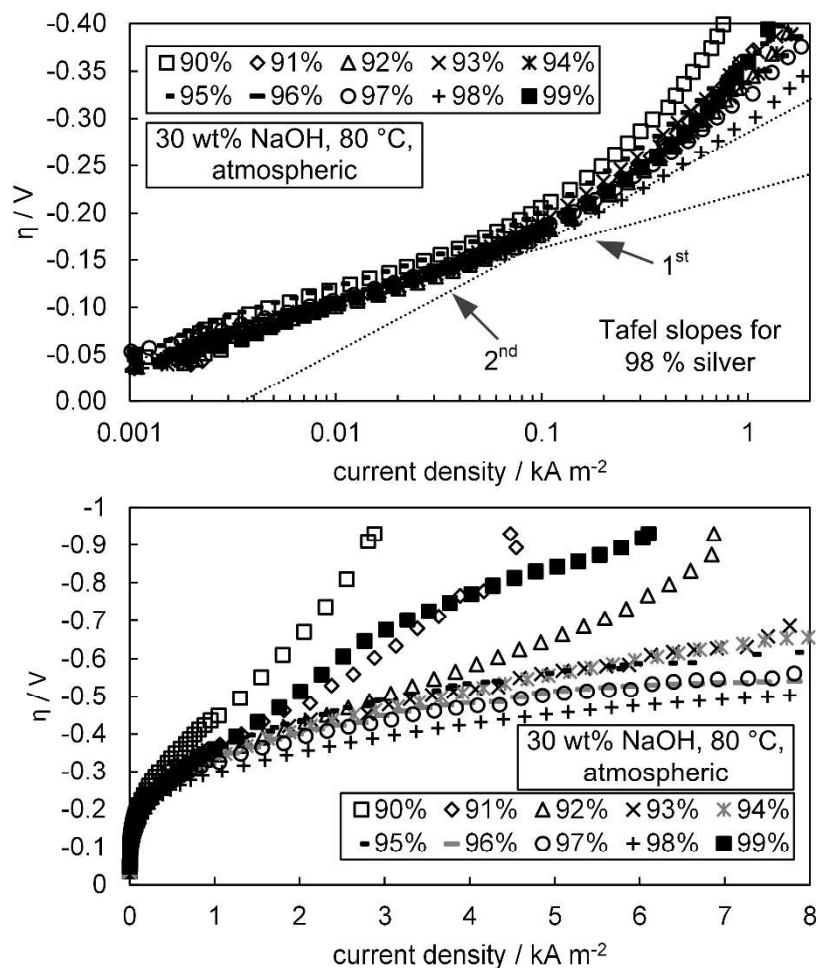 -0.40
-0.35
-0.30
-0.25
-0.20
-0.15
-0.10
-0.05
0.00
η / V
90% 91% 92% 93% 94%
95% 96% 97% 98% 99%
30 wt% NaOH, 80 °C,
atmospheric
1st
2nd
Tafel slopes for
98 % silver
0.001 0.01 0.1 1
current density / kA m-2
-1
-0.9
-0.8
-0.7
-0.6
-0.5
-0.4
-0.3
-0.2
-0.1
0
η / V
30 wt% NaOH, 80 °C,
atmospheric
90% 91% 92% 93% 94%
95% 96% 97% 98% 99%
0 1 2 3 4 5 6 7 8
current density / kA m-2